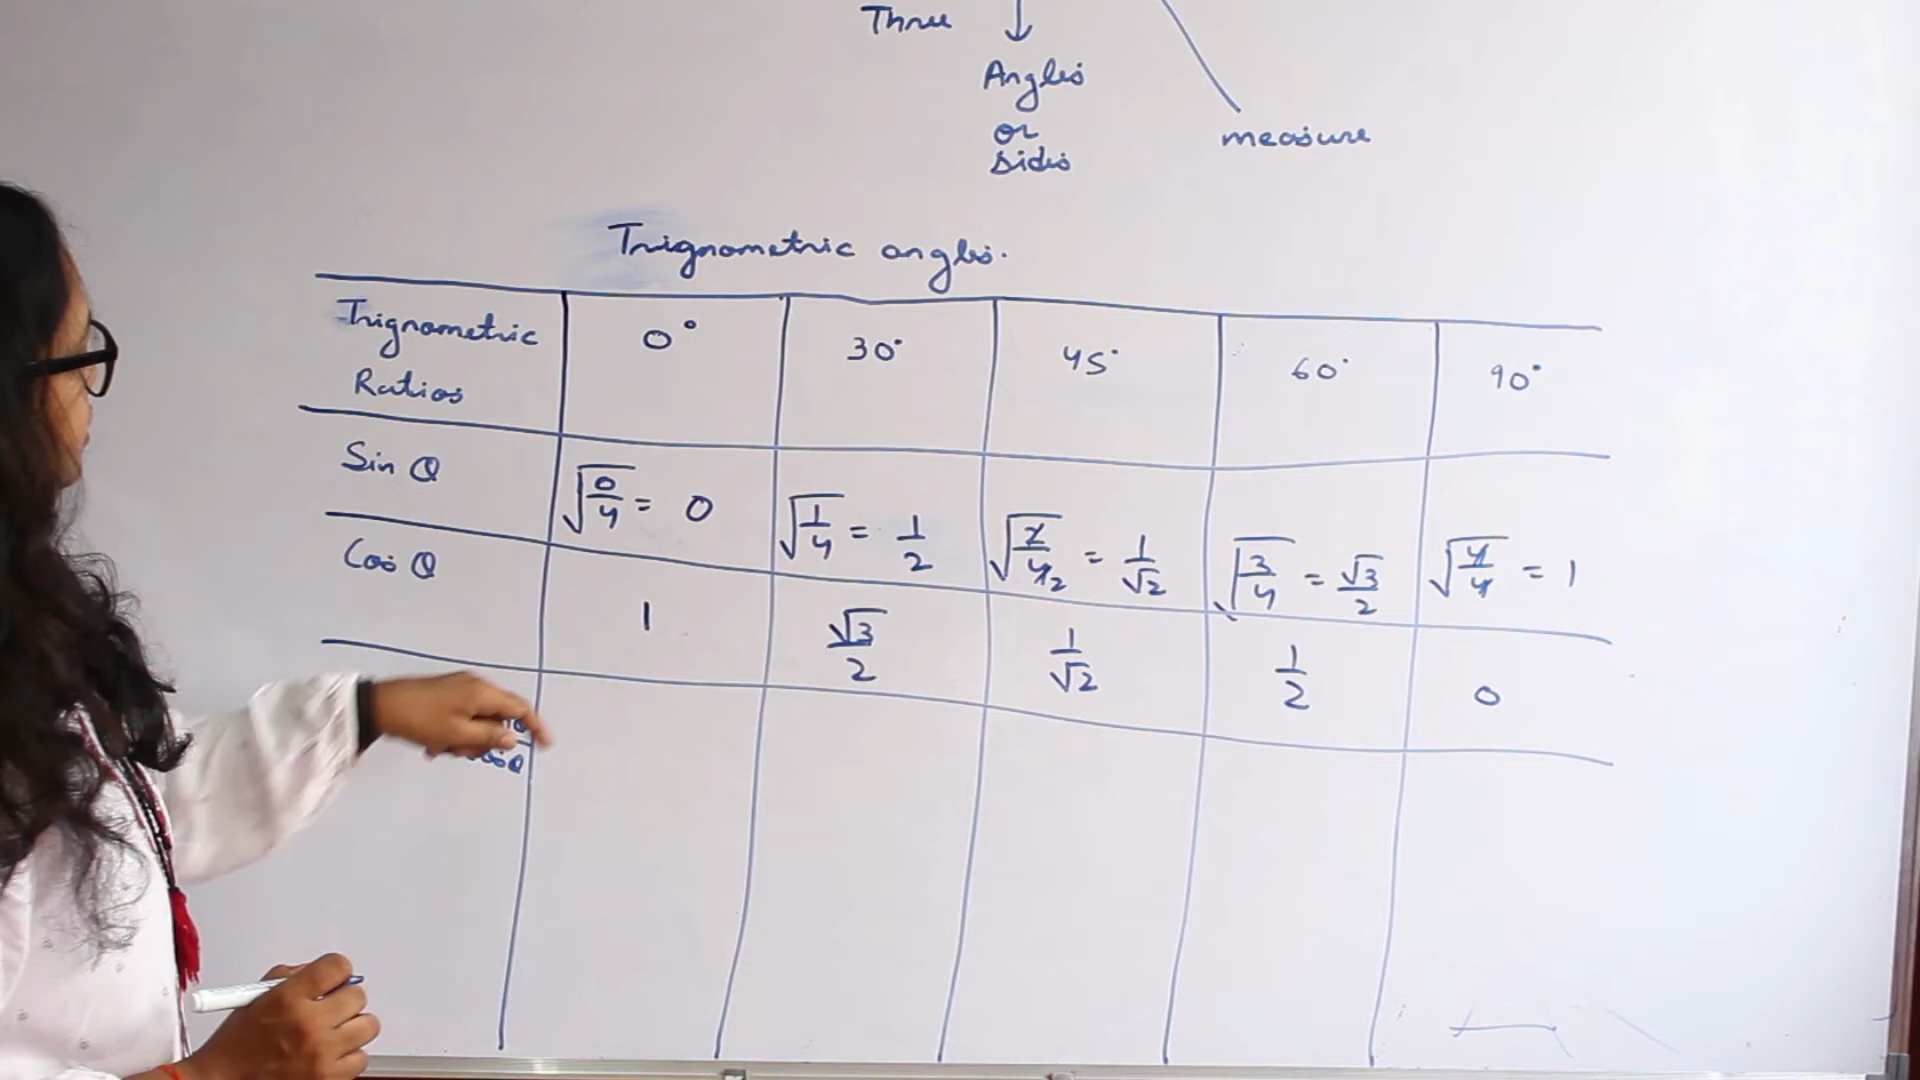 Three
Angles
or
sides
measure
Trignometric angles.
Trignometric
Ratios
0° 30° 45° 60° 90°
Sin θ
√0/4 = 0 √1/4 = 1/2 √2/4 2 = 1/√2 √3/4 = √3/2 √4/4 = 1
Cos θ
1 √3/2 1/√2 1/2 0